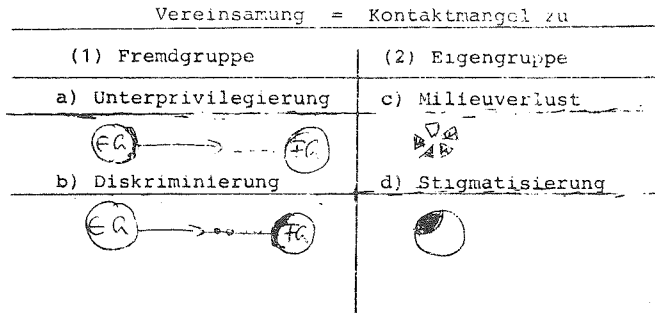 Vereinsamung = Kontaktmangel zu
(1) Fremdgruppe (2) Eigengruppe
a) Unterprivilegierung c) Milieuverlust
EG FG
b) Diskriminierung d) Stigmatisierung
EG FG